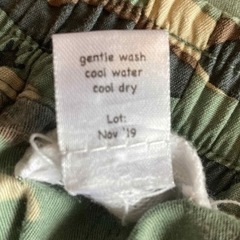 gentle wash
cool water
cool dry
Lot:
Nov '19